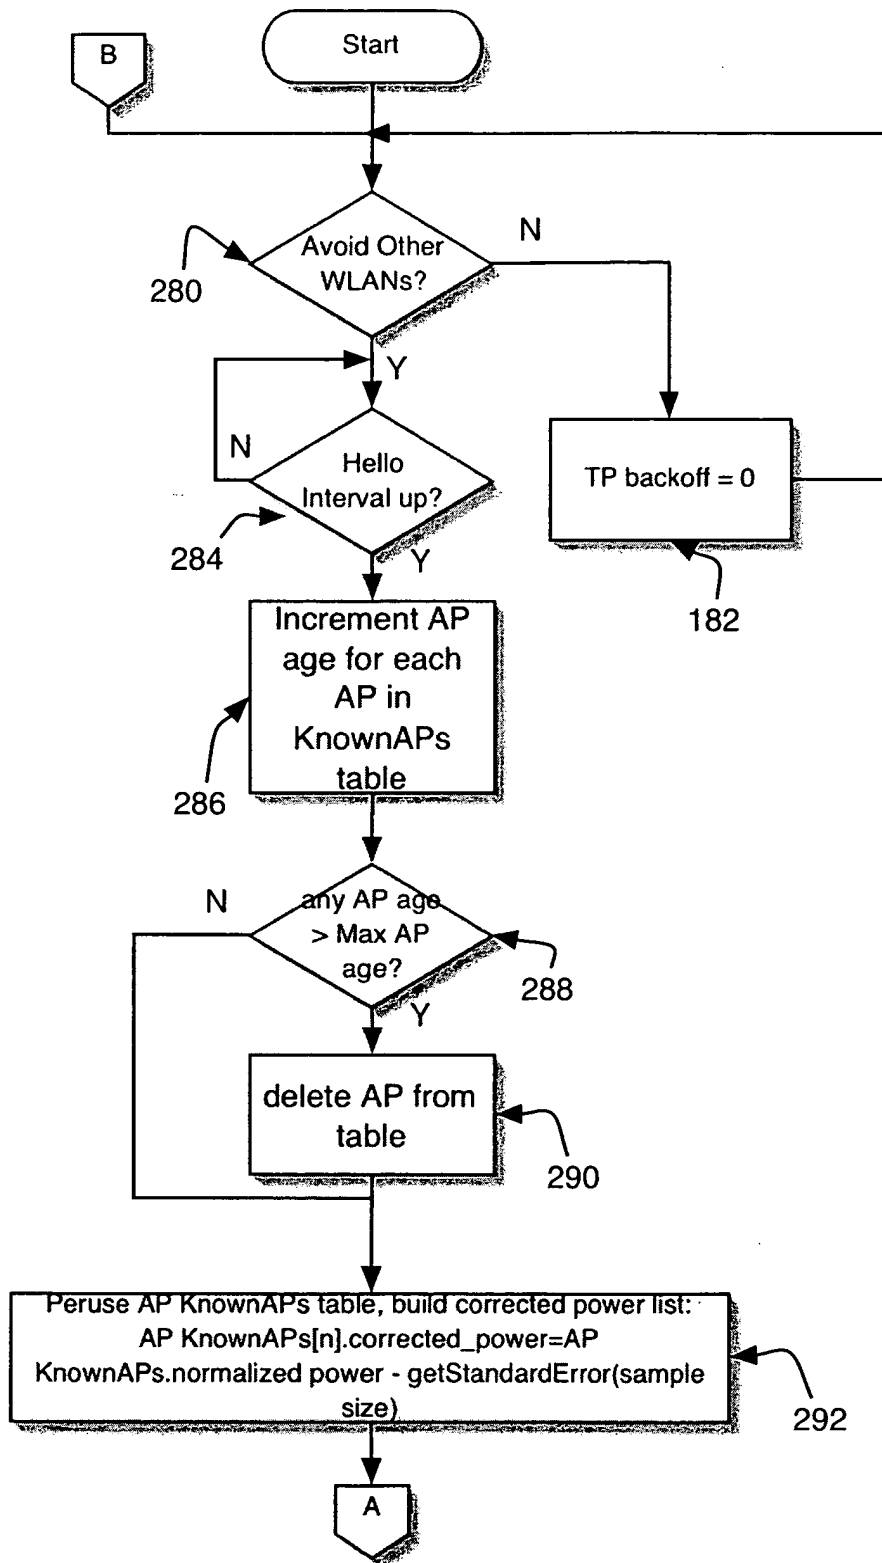 B
Start
Avoid Other
WLANs?
N
280
Y
N
Hello
Interval up?
TP backoff = 0
284
Y
182
Increment AP
age for each
AP in
KnownAPs
table
286
N
any AP age
> Max AP
age?
288
Y
delete AP from
table
290
Peruse AP KnownAPs table, build corrected power list:
AP KnownAPs[n].corrected_power=AP
KnownAPs.normalized power - getStandardError(sample
size)
292
A